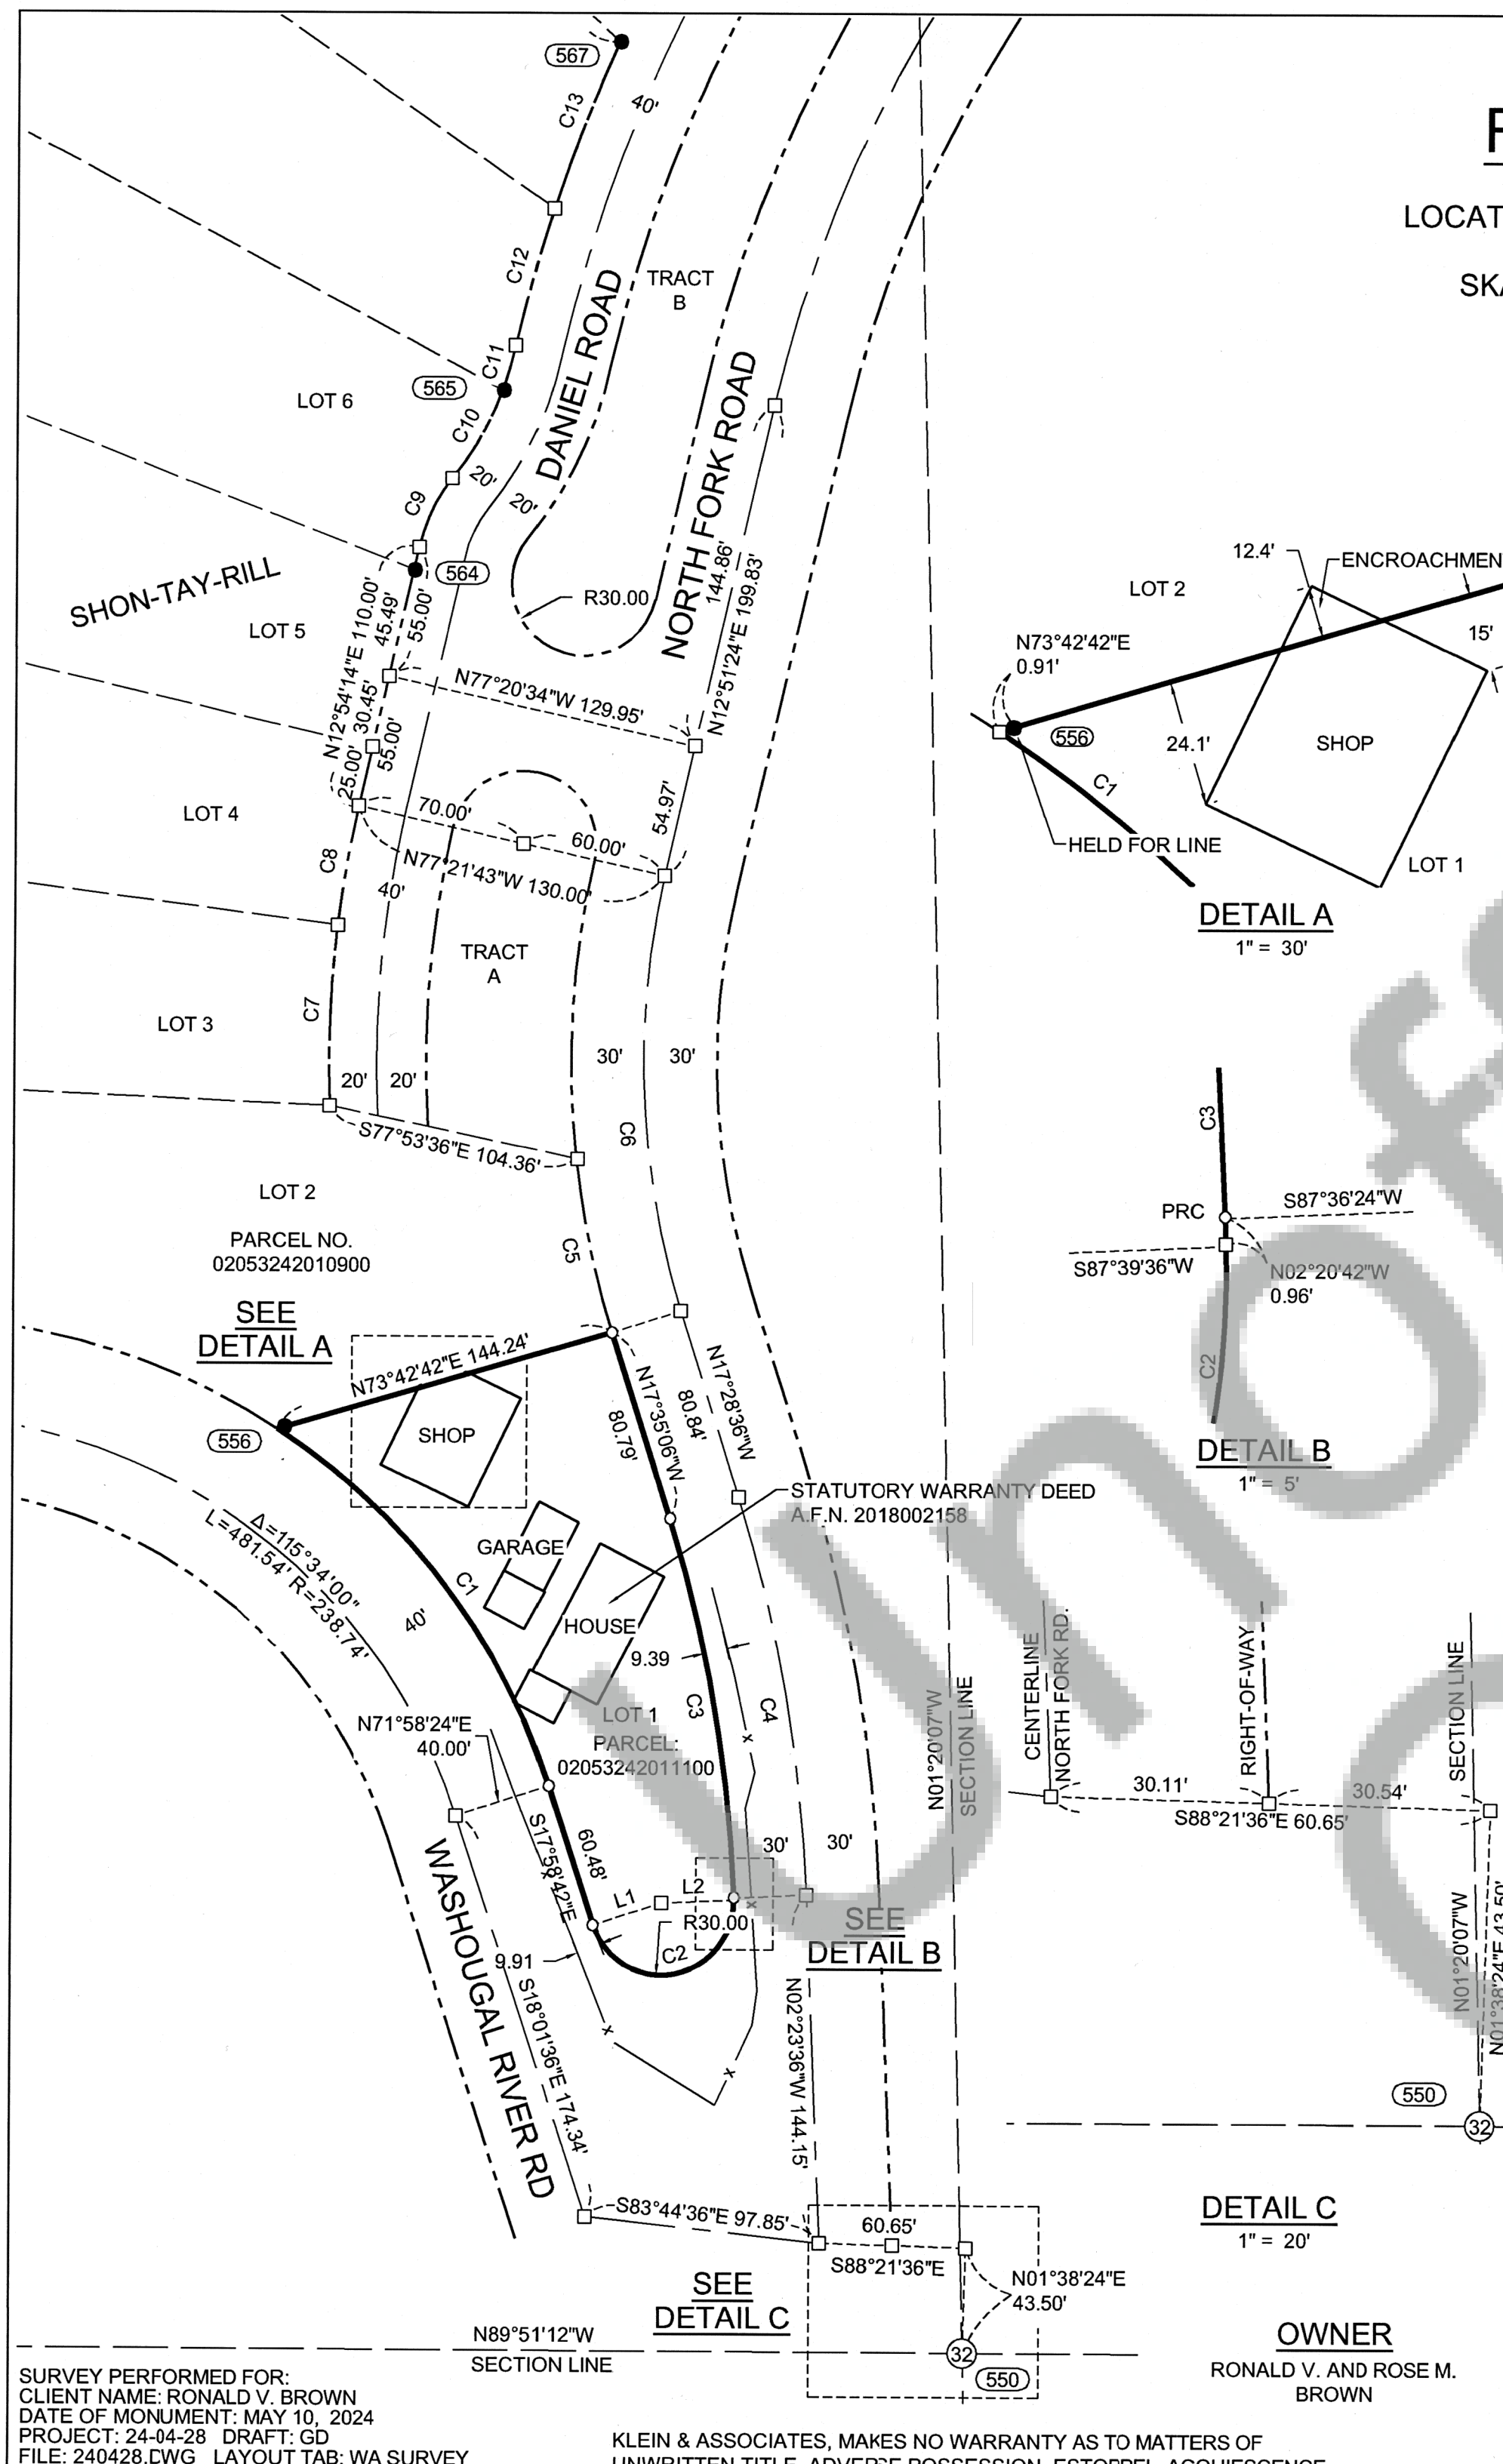 567
40'
C13
C12
TRACT
B
DANIEL ROAD
C11
565
LOT 6
C10
20'
20'
C9
NORTH FORK ROAD
144.86'
N12°51'24"E 199.83'
564
SHON-TAY-RILL
R30.00
LOT 5
N12°54'14"E 110.00'
45.49'
55.00'
N77°20'34"W 129.95'
30.45'
55.00'
25.00'
54.97'
LOT 4
70.00'
60.00'
N77°21'43"W 130.00'
C8
40'
TRACT
A
C7
LOT 3
30'
30'
20'
20'
C6
S77°53'36"E 104.36'
LOT 2
PARCEL NO.
02053242010900
C5
SEE
DETAIL A
N73°42'42"E 144.24'
N17°28'36"W
80.84'
N17°35'06"W
80.79'
556
SHOP
STATUTORY WARRANTY DEED
A.F.N. 2018002158
GARAGE
Δ=115°34'00"
L=481.54' R=238.74'
C1
40'
HOUSE
9.39
C3
C4
LOT 1
PARCEL:
02053242011100
N71°58'24"E
40.00'
N01°20'07"W
SECTION LINE
S17°58'42"E
60.48'
30'
30'
L1
L2
R30.00
C2
SEE
DETAIL B
9.91
WASHOUGAL RIVER RD
S18°01'36"E 174.34'
N02°23'36"W 144.15'
S83°44'36"E 97.85'
60.65'
S88°21'36"E
N01°38'24"E
43.50'
SEE
DETAIL C
N89°51'12"W
SECTION LINE
32
550
LOCAT
SKA
12.4'
ENCROACHMEN
LOT 2
15'
N73°42'42"E
0.91'
556
24.1'
SHOP
C1
HELD FOR LINE
LOT 1
DETAIL A
1" = 30'
C3
PRC
S87°36'24"W
S87°39'36"W
N02°20'42"W
0.96'
C2
DETAIL B
1" = 5'
CENTERLINE
NORTH FORK RD.
RIGHT-OF-WAY
SECTION LINE
30.11'
30.54'
S88°21'36"E 60.65'
N01°20'07"W
N01°38'24"E 43.50'
550
32
DETAIL C
1" = 20'
OWNER
RONALD V. AND ROSE M.
BROWN
SURVEY PERFORMED FOR:
CLIENT NAME: RONALD V. BROWN
DATE OF MONUMENT: MAY 10, 2024
PROJECT: 24-04-28 DRAFT: GD
FILE: 240428.DWG LAYOUT TAB: WA SURVEY
KLEIN & ASSOCIATES, MAKES NO WARRANTY AS TO MATTERS OF
UNWRITTEN TITLE, ADVERSE POSSESSION, ESTOPPEL, ACQUIESCENCE